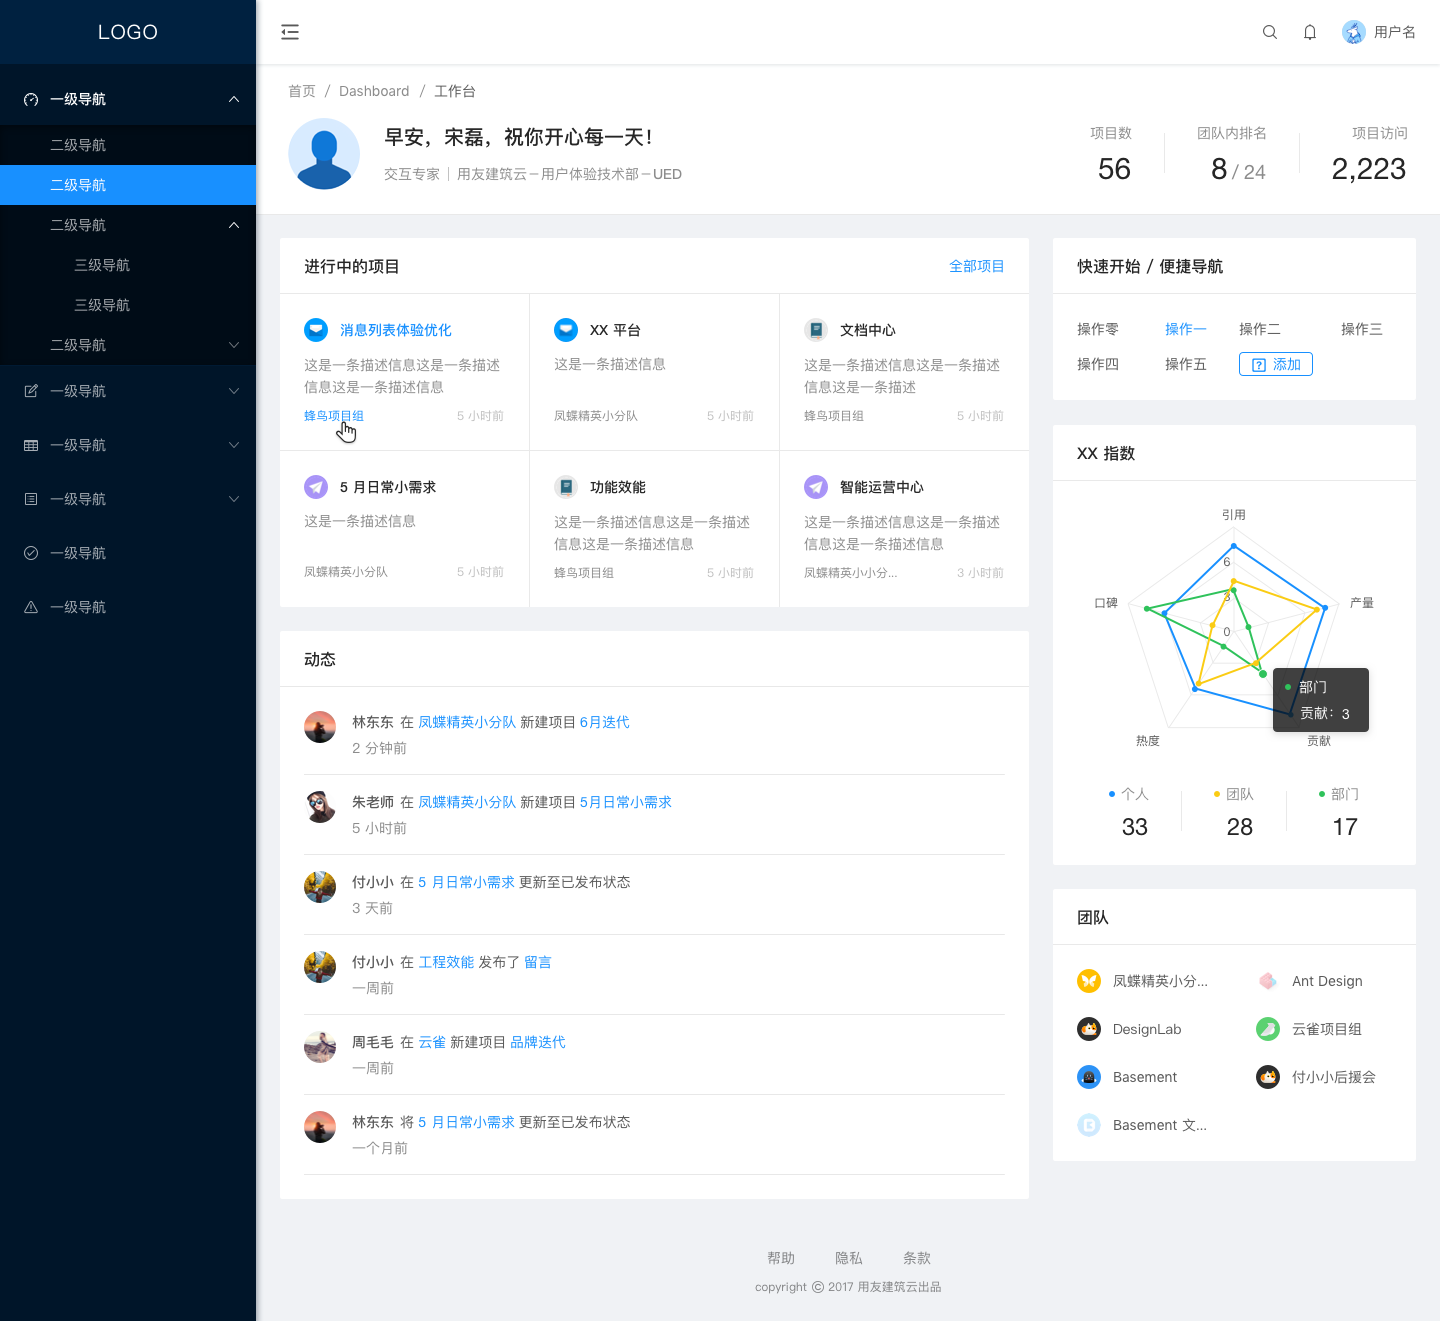 LOGO
用户名
一级导航
二级导航
二级导航
二级导航
三级导航
三级导航
二级导航
一级导航
一级导航
一级导航
一级导航
一级导航
首页 / Dashboard / 工作台
早安，宋磊，祝你开心每一天！
交互专家 | 用友建筑云－用户体验技术部－UED
项目数
56
团队内排名
8 / 24
项目访问
2,223
进行中的项目
全部项目
消息列表体验优化
这是一条描述信息这是一条描述
信息这是一条描述信息
蜂鸟项目组
5 小时前
XX 平台
这是一条描述信息
凤蝶精英小分队
5 小时前
文档中心
这是一条描述信息这是一条描述
信息这是一条描述
蜂鸟项目组
5 小时前
5 月日常小需求
这是一条描述信息
凤蝶精英小分队
5 小时前
功能效能
这是一条描述信息这是一条描述
信息这是一条描述信息
蜂鸟项目组
5 小时前
智能运营中心
这是一条描述信息这是一条描述
信息这是一条描述信息
凤蝶精英小小分...
3 小时前
动态
林东东 在 凤蝶精英小分队 新建项目 6月迭代
2 分钟前
朱老师 在 凤蝶精英小分队 新建项目 5月日常小需求
5 小时前
付小小 在 5 月日常小需求 更新至已发布状态
3 天前
付小小 在 工程效能 发布了 留言
一周前
周毛毛 在 云雀 新建项目 品牌迭代
一周前
林东东 将 5 月日常小需求 更新至已发布状态
一个月前
快速开始 / 便捷导航
操作零 操作一 操作二 操作三
操作四 操作五 添加
XX 指数
引用
6
3
0
口碑
产量
热度
贡献
部门
贡献：3
个人
33
团队
28
部门
17
团队
凤蝶精英小分...
Ant Design
DesignLab
云雀项目组
Basement
付小小后援会
Basement 文...
帮助 隐私 条款
copyright © 2017 用友建筑云出品